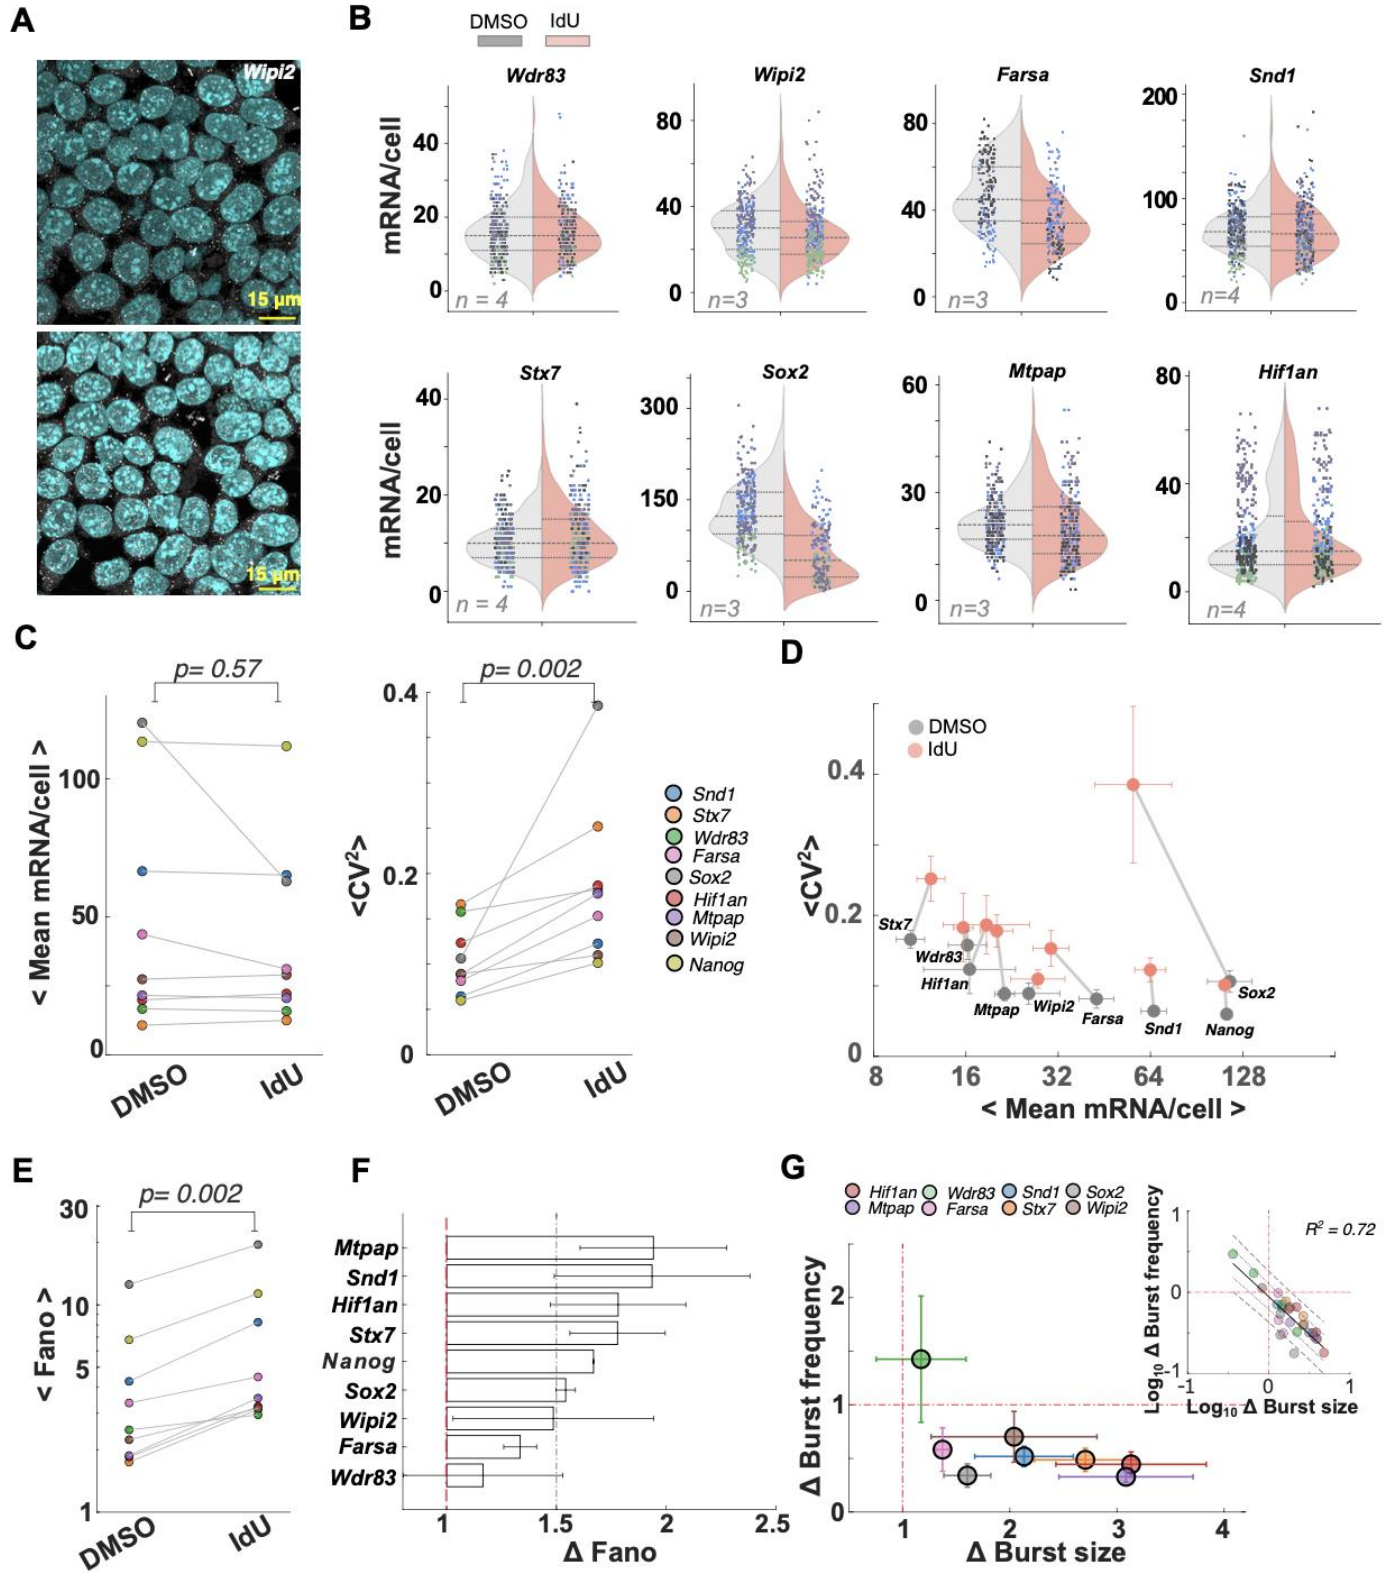 A
Wipi2
15 µm
15 µm
B
DMSO IdU
Wdr83 Wipi2 Farsa Snd1
mRNA/cell
40
20
0
n = 4
80
40
0
n=3
80
40
0
n=3
200
100
0
n=4
Stx7 Sox2 Mtpap Hif1an
mRNA/cell
40
20
0
n = 4
300
150
0
n=3
60
30
0
n=3
80
40
0
n=4
C
p= 0.57
< Mean mRNA/cell >
100
50
0
DMSO IdU
p= 0.002
<CV²>
0.4
0.2
0
DMSO IdU
Snd1
Stx7
Wdr83
Farsa
Sox2
Hif1an
Mtpap
Wipi2
Nanog
D
DMSO
IdU
<CV²>
0.4
0.2
0
Stx7
Wdr83
Hif1an
Mtpap
Wipi2
Farsa
Snd1
Sox2
Nanog
8 16 32 64 128
< Mean mRNA/cell >
E
p= 0.002
< Fano >
30
10
5
1
DMSO IdU
F
Mtpap
Snd1
Hif1an
Stx7
Nanog
Sox2
Wipi2
Farsa
Wdr83
1 1.5 2 2.5
Δ Fano
G
Hif1an Wdr83 Snd1 Sox2
Mtpap Farsa Stx7 Wipi2
Δ Burst frequency
2
1
0
1 2 3 4
Δ Burst size
Log₁₀ Δ Burst frequency
1
0
-1
R² = 0.72
-1 0 1
Log₁₀ Δ Burst size